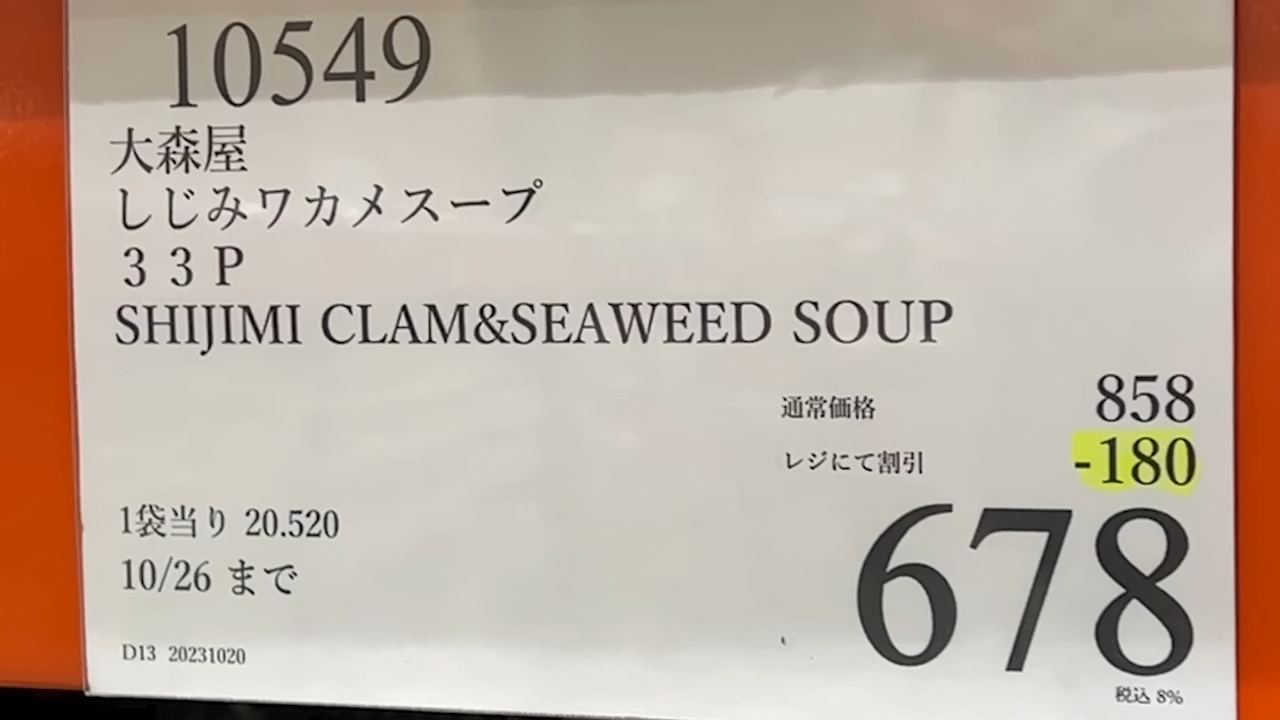 10549
大森屋
しじみワカメスープ
３３Ｐ
SHIJIMI CLAM&SEAWEED SOUP
通常価格 858
レジにて割引 -180
678
1袋当り 20.520
10/26 まで
D13 20231020
税込 8%